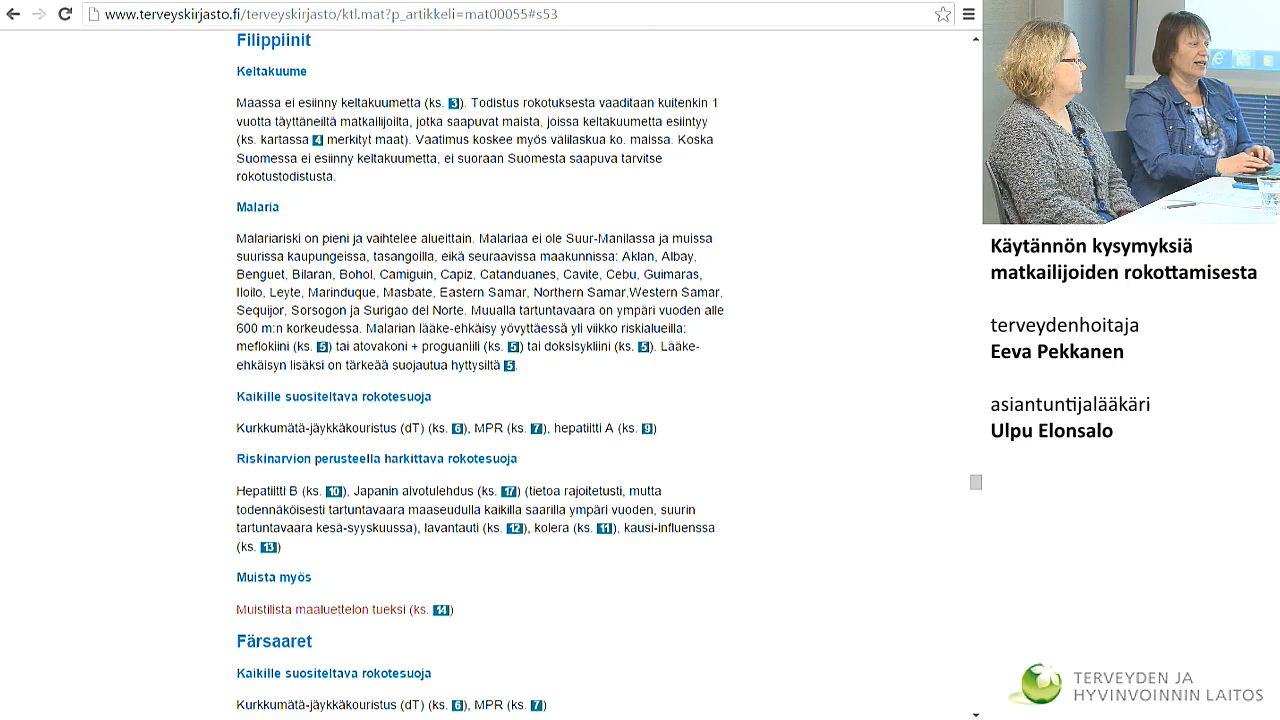 www.terveyskirjasto.fi/terveyskirjasto/ktl.mat?p_artikkeli=mat00055#s53
Filippiinit
Keltakuume
Maassa ei esiinny keltakuumetta (ks. 3). Todistus rokotuksesta vaaditaan kuitenkin 1
vuotta täyttäneiltä matkailijoilta, jotka saapuvat maista, joissa keltakuumetta esiintyy
(ks. kartassa 4 merkityt maat). Vaatimus koskee myös välilaskua ko. maissa. Koska
Suomessa ei esiinny keltakuumetta, ei suoraan Suomesta saapuva tarvitse
rokotustodistusta.
Malaria
Malariariski on pieni ja vaihtelee alueittain. Malariaa ei ole Suur-Manilassa ja muissa
suurissa kaupungeissa, tasangoilla, eikä seuraavissa maakunnissa: Aklan, Albay,
Benguet, Bilaran, Bohol, Camiguin, Capiz, Catanduanes, Cavite, Cebu, Guimaras,
Iloilo, Leyte, Marinduque, Masbate, Eastern Samar, Northern Samar,Western Samar,
Sequijor, Sorsogon ja Surigao del Norte. Muualla tartuntavaara on ympäri vuoden alle
600 m:n korkeudessa. Malarian lääke-ehkäisy yövyttäessä yli viikko riskialueilla:
meflokiini (ks. 5) tai atovakoni + proguaniili (ks. 5) tai doksisykliini (ks. 5). Lääke-
ehkäisyn lisäksi on tärkeää suojautua hyttysiltä 5.
Kaikille suositeltava rokotesuoja
Kurkkumätä-jäykkäkouristus (dT) (ks. 6), MPR (ks. 7), hepatiitti A (ks. 9)
Riskinarvion perusteella harkittava rokotesuoja
Hepatiitti B (ks. 10), Japanin aivotulehdus (ks. 17) (tietoa rajoitetusti, mutta
todennäköisesti tartuntavaara maaseudulla kaikilla saarilla ympäri vuoden, suurin
tartuntavaara kesä-syyskuussa), lavantauti (ks. 12), kolera (ks. 11), kausi-influenssa
(ks. 13)
Muista myös
Muistilista maaluettelon tueksi (ks. 14)
Färsaaret
Kaikille suositeltava rokotesuoja
Kurkkumätä-jäykkäkouristus (dT) (ks. 6), MPR (ks. 7)
Käytännön kysymyksiä
matkailijoiden rokottamisesta
terveydenhoitaja
Eeva Pekkanen
asiantuntijalääkäri
Ulpu Elonsalo
TERVEYDEN JA
HYVINVOINNIN LAITOS